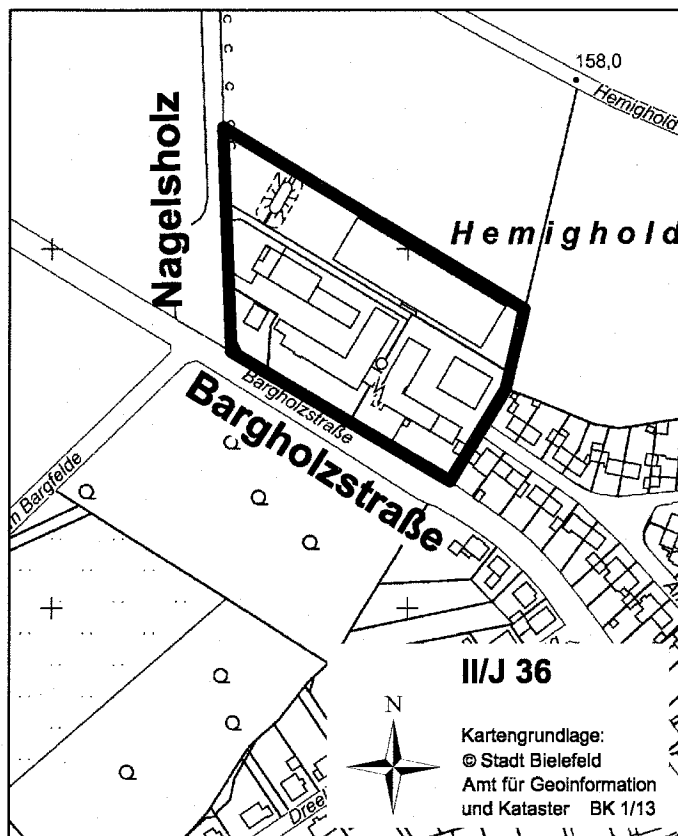 158,0
Hemighold
Nagelsholz
Hemighold
Bargholzstraße
Bargholzstraße
n Bargfelde
II/J 36
N
Kartengrundlage:
© Stadt Bielefeld
Amt für Geoinformation
und Kataster BK 1/13
Dreel